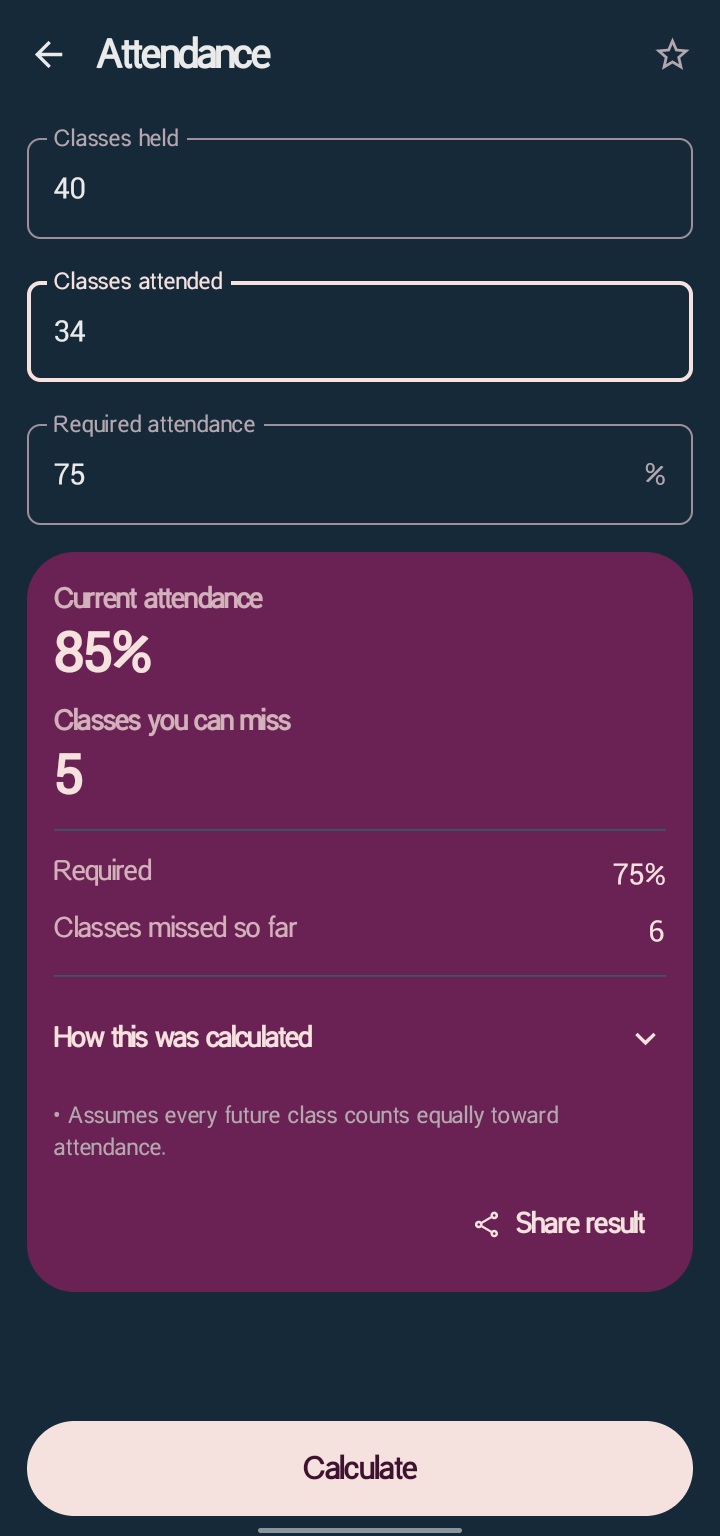 Attendance
Classes held
40
Classes attended
34
Required attendance
75 %
Current attendance
85%
Classes you can miss
5
Required 75%
Classes missed so far 6
How this was calculated
• Assumes every future class counts equally toward
attendance.
Share result
Calculate